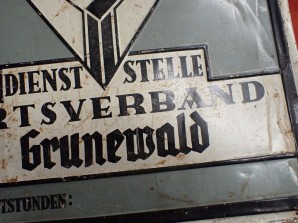 DIENST STELLE
RTSVERBAND
Grunewald
TSTUNDEN: